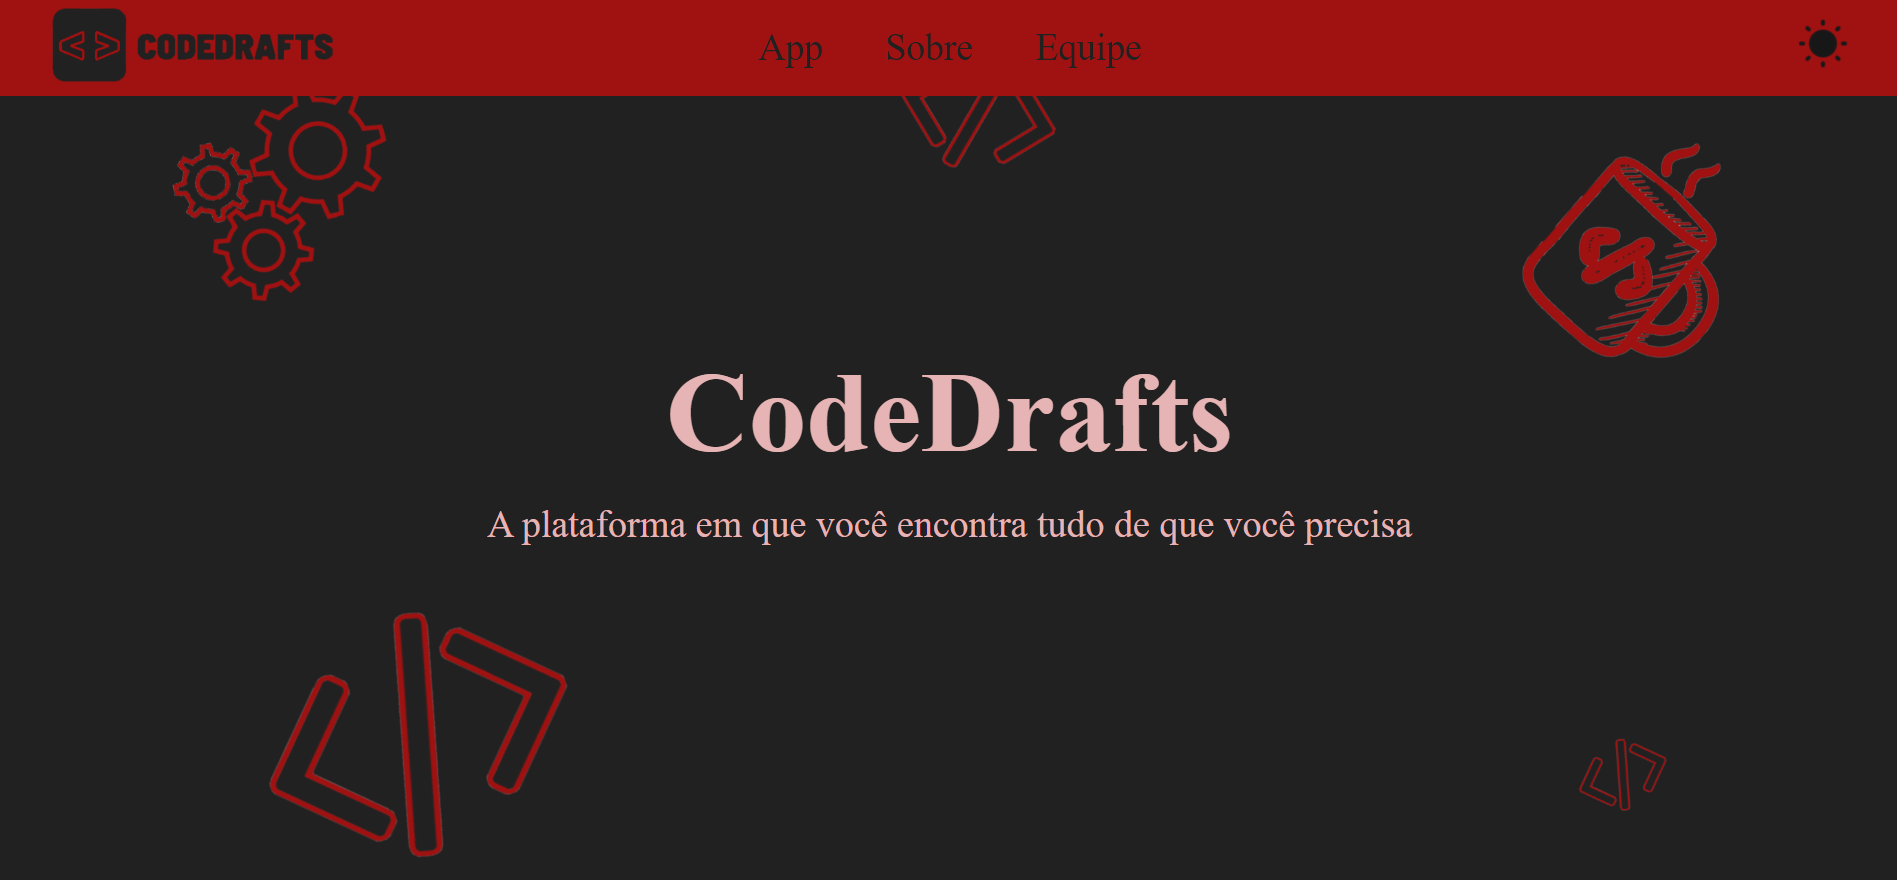 <> CODEDRAFTS
App Sobre Equipe
CodeDrafts
A plataforma em que você encontra tudo de que você precisa